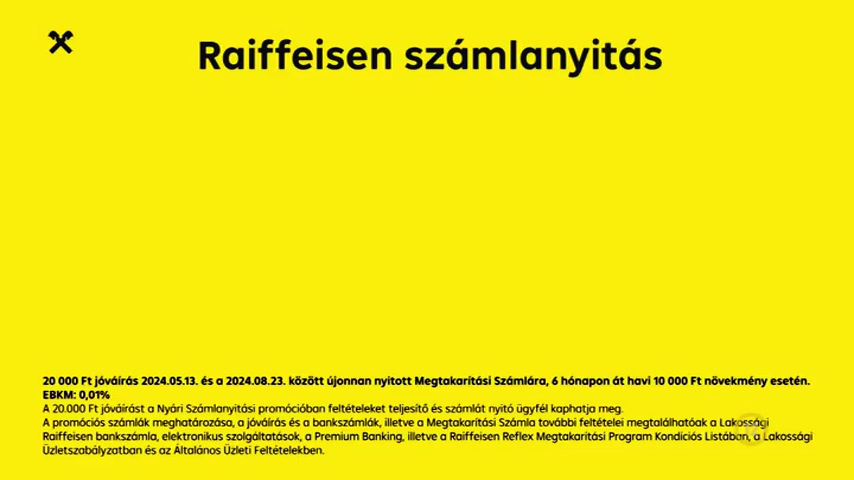 Raiffeisen számlanyitás
20 000 Ft jóváírás 2024.05.13. és a 2024.08.23. között újonnan nyitott Megtakarítási Számlára, 6 hónapon át havi 10 000 Ft növekmény esetén.
EBKM: 0,01%
A 20.000 Ft jóváírást a Nyári Számlanyitási promócióban feltételeket teljesítő és számlát nyitó ügyfél kaphatja meg.
A promóciós számlák meghatározása, a jóváírás és a bankszámlák, illetve a Megtakarítási Számla további feltételei megtalálhatóak a Lakossági
Raiffeisen bankszámla, elektronikus szolgáltatások, a Premium Banking, illetve a Raiffeisen Reflex Megtakarítási Program Kondíciós Listában, a Lakossági
Üzletszabályzatban és az Általános Üzleti Feltételekben.